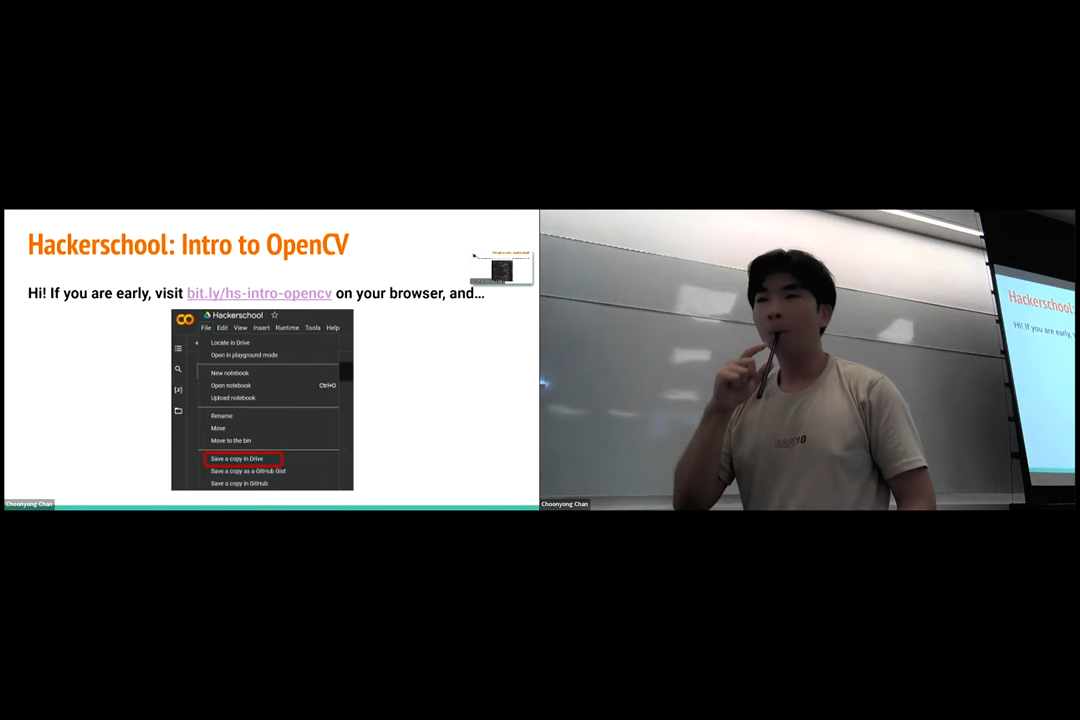 Hackerschool: Intro to OpenCV
Hi! If you are early, visit bit.ly/hs-intro-opencv on your browser, and...
Hackerschool
File Edit View Insert Runtime Tools Help
Locate in Drive
Open in playground mode
New notebook
Open notebook Ctrl+O
Upload notebook
Rename
Move
Move to the bin
Save a copy in Drive
Save a copy as a GitHub Gist
Save a copy in GitHub
Choonyong Chan
Hackerschool:
Hi! If you are early,
Choonyong Chan